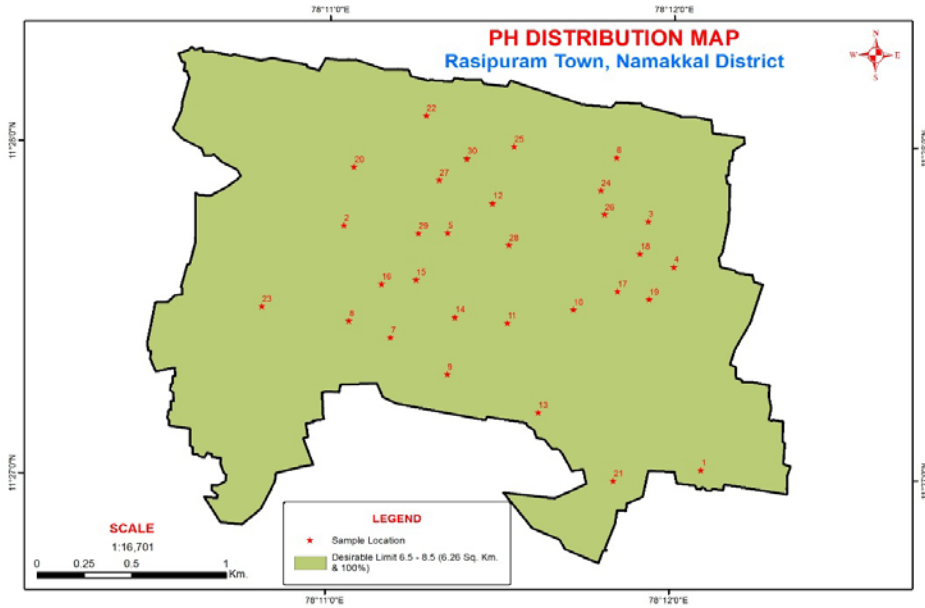 78°11'0"E 78°12'0"E
PH DISTRIBUTION MAP
Rasipuram Town, Namakkal District
N
W E
S
22
11°28'0"N
25
30
6
20
27
24
12
26
3
2
29
5
28
18
4
15
16
17
19
23
10
14
8
11
7
9
13
1
11°27'0"N
21
SCALE
1:16,701
0 0.25 0.5 1
Km.
LEGEND
Sample Location
Desirable Limit 6.5 - 8.5 (6.26 Sq. Km.
& 100%)
78°11'0"E 78°12'0"E